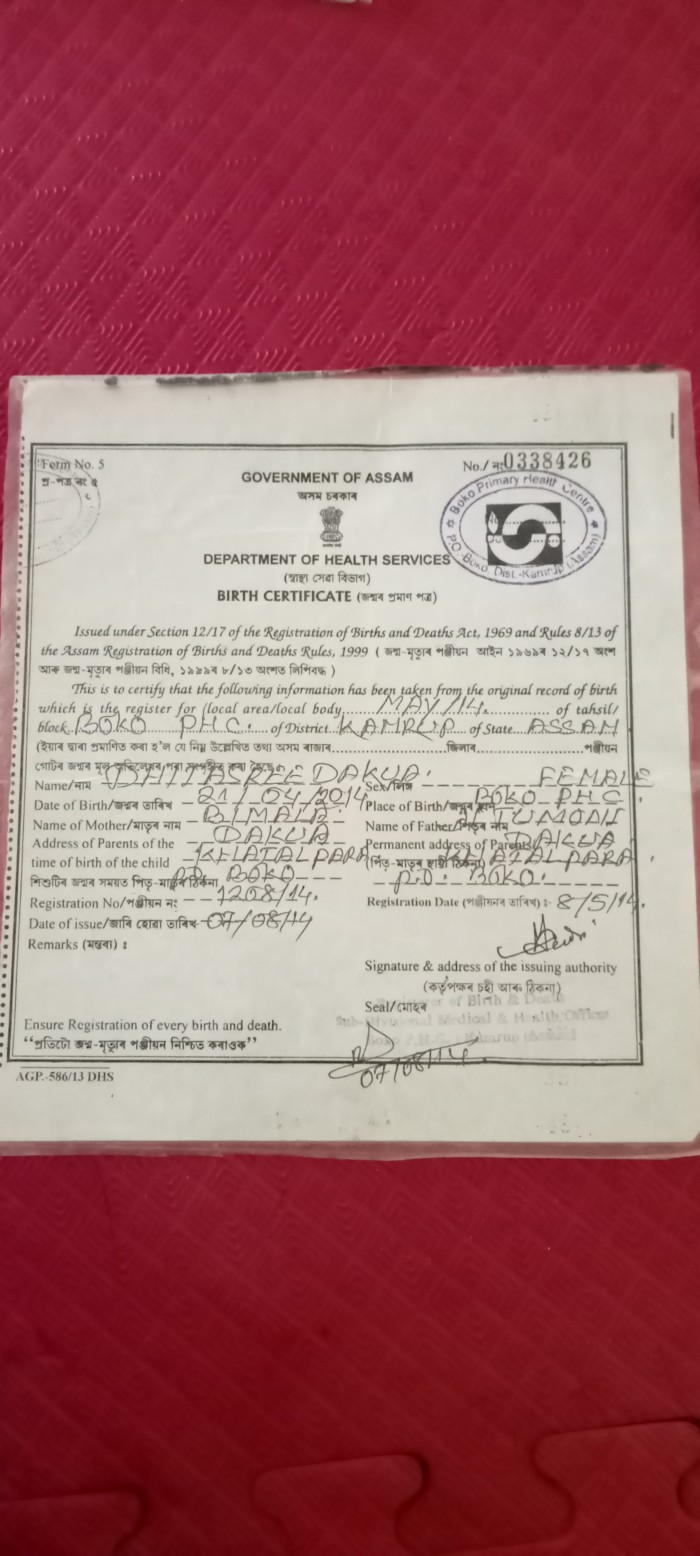 Form No. 5
প্ৰ-পত্ৰ নং ৫
No./ নং 0338426
GOVERNMENT OF ASSAM
অসম চৰকাৰ
Boko Primary Health Centre
P.O.-Boko, Dist.-Kamrup (Assam)
DEPARTMENT OF HEALTH SERVICES
(স্বাস্থ্য সেৱা বিভাগ)
BIRTH CERTIFICATE (জন্মৰ প্ৰমাণ পত্ৰ)
Issued under Section 12/17 of the Registration of Births and Deaths Act, 1969 and Rules 8/13 of
the Assam Registration of Births and Deaths Rules, 1999 ( জন্ম-মৃত্যুৰ পঞ্জীয়ন আইন ১৯৬৯ৰ ১২/১৭ অংশ
আৰু জন্ম-মৃত্যুৰ পঞ্জীয়ন বিধি, ১৯৯৯ৰ ৮/১৩ অংশত লিপিবদ্ধ )
This is to certify that the following information has been taken from the original record of birth
which is the register for (local area/local body MAY/14. of tahsil/
block BOKO PHC. of District KAMRUP of State ASSAM
(ইয়াৰ দ্বাৰা প্ৰমাণিত কৰা হ'ল যে নিম্ন উল্লেখিত তথ্য অসম ৰাজ্যৰ জিলাৰ পঞ্জীয়ন
গোটৰ জন্মৰ মূল
Name/নাম DAKUA. Sex/লিঙ্গ FEMALE
Date of Birth/জন্মৰ তাৰিখ - 21/04/2014 Place of Birth/জন্মৰ স্থান BOKO PHC
Name of Mother/মাতৃৰ নাম - BIMALA Name of Father/পিতৃৰ নাম
Address of Parents of the - DAKUA Permanent address of Parents DAKUA
time of birth of the child PARA (পিতৃ-মাতৃৰ স্থায়ী ঠিকনা) PARA.
শিশুটিৰ জন্মৰ সময়ত পিতৃ-মাতৃৰ ঠিকনা P.O. BOKO P.O. BOKO.
Registration No/পঞ্জীয়ন নং - 1208/14. Registration Date (পঞ্জীয়নৰ তাৰিখ) :- 8/5/14.
Date of issue/জাৰি হোৱা তাৰিখ 07/08/14
Remarks (মন্তব্য) :
Signature & address of the issuing authority
(কৰ্তৃপক্ষৰ চহী আৰু ঠিকনা)
Seal/মোহৰ
of Birth & Death
Medical & Health Officer
Ensure Registration of every birth and death.
“প্ৰতিটো জন্ম-মৃত্যুৰ পঞ্জীয়ন নিশ্চিত কৰাওক”
07/08/14.
AGP.-586/13 DHS